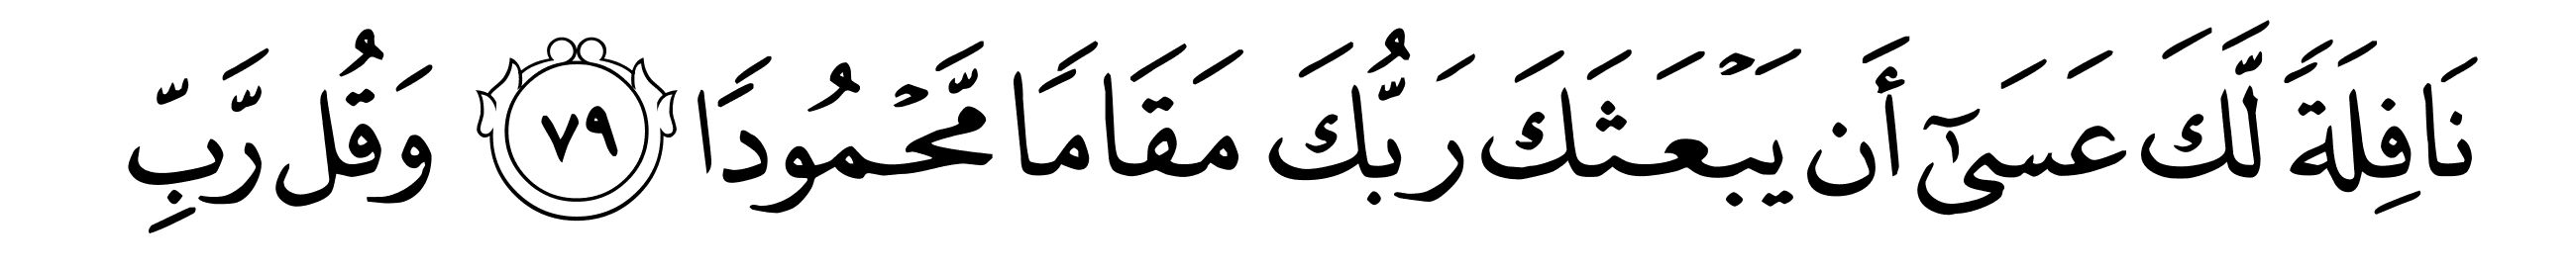 نَافِلَةً لَّكَ عَسَىٰٓ أَن يَبْعَثَكَ رَبُّكَ مَقَامًا مَّحْمُودًا ٧٩ وَقُل رَّبِّ